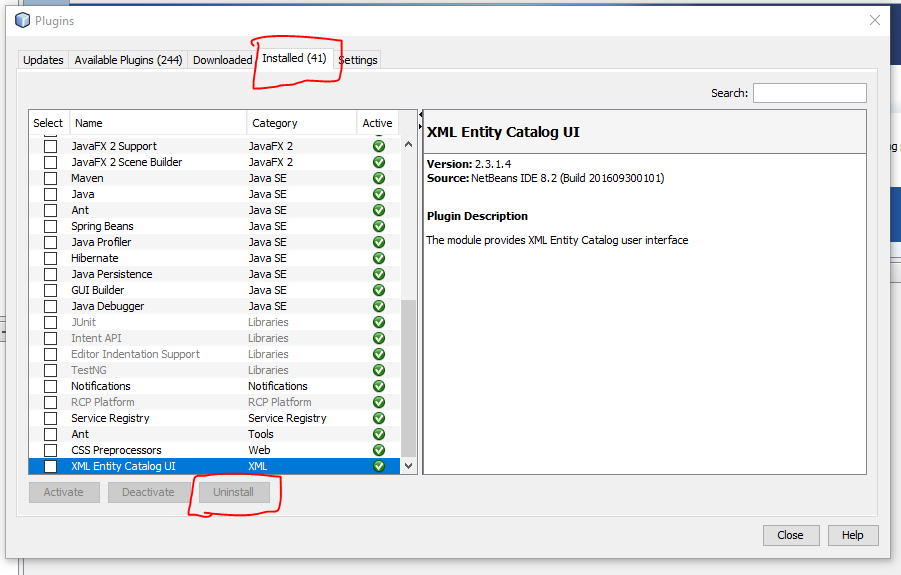 Plugins
Updates Available Plugins (244) Downloaded Installed (41) Settings
Search:
Select Name Category Active
JavaFX 2 Support JavaFX 2
JavaFX 2 Scene Builder JavaFX 2
Maven Java SE
Java Java SE
Ant Java SE
Spring Beans Java SE
Java Profiler Java SE
Hibernate Java SE
Java Persistence Java SE
GUI Builder Java SE
Java Debugger Java SE
JUnit Libraries
Intent API Libraries
Editor Indentation Support Libraries
TestNG Libraries
Notifications Notifications
RCP Platform RCP Platform
Service Registry Service Registry
Ant Tools
CSS Preprocessors Web
XML Entity Catalog UI XML
XML Entity Catalog UI
Version: 2.3.1.4
Source: NetBeans IDE 8.2 (Build 201609300101)
Plugin Description
The module provides XML Entity Catalog user interface
Activate Deactivate Uninstall
Close Help